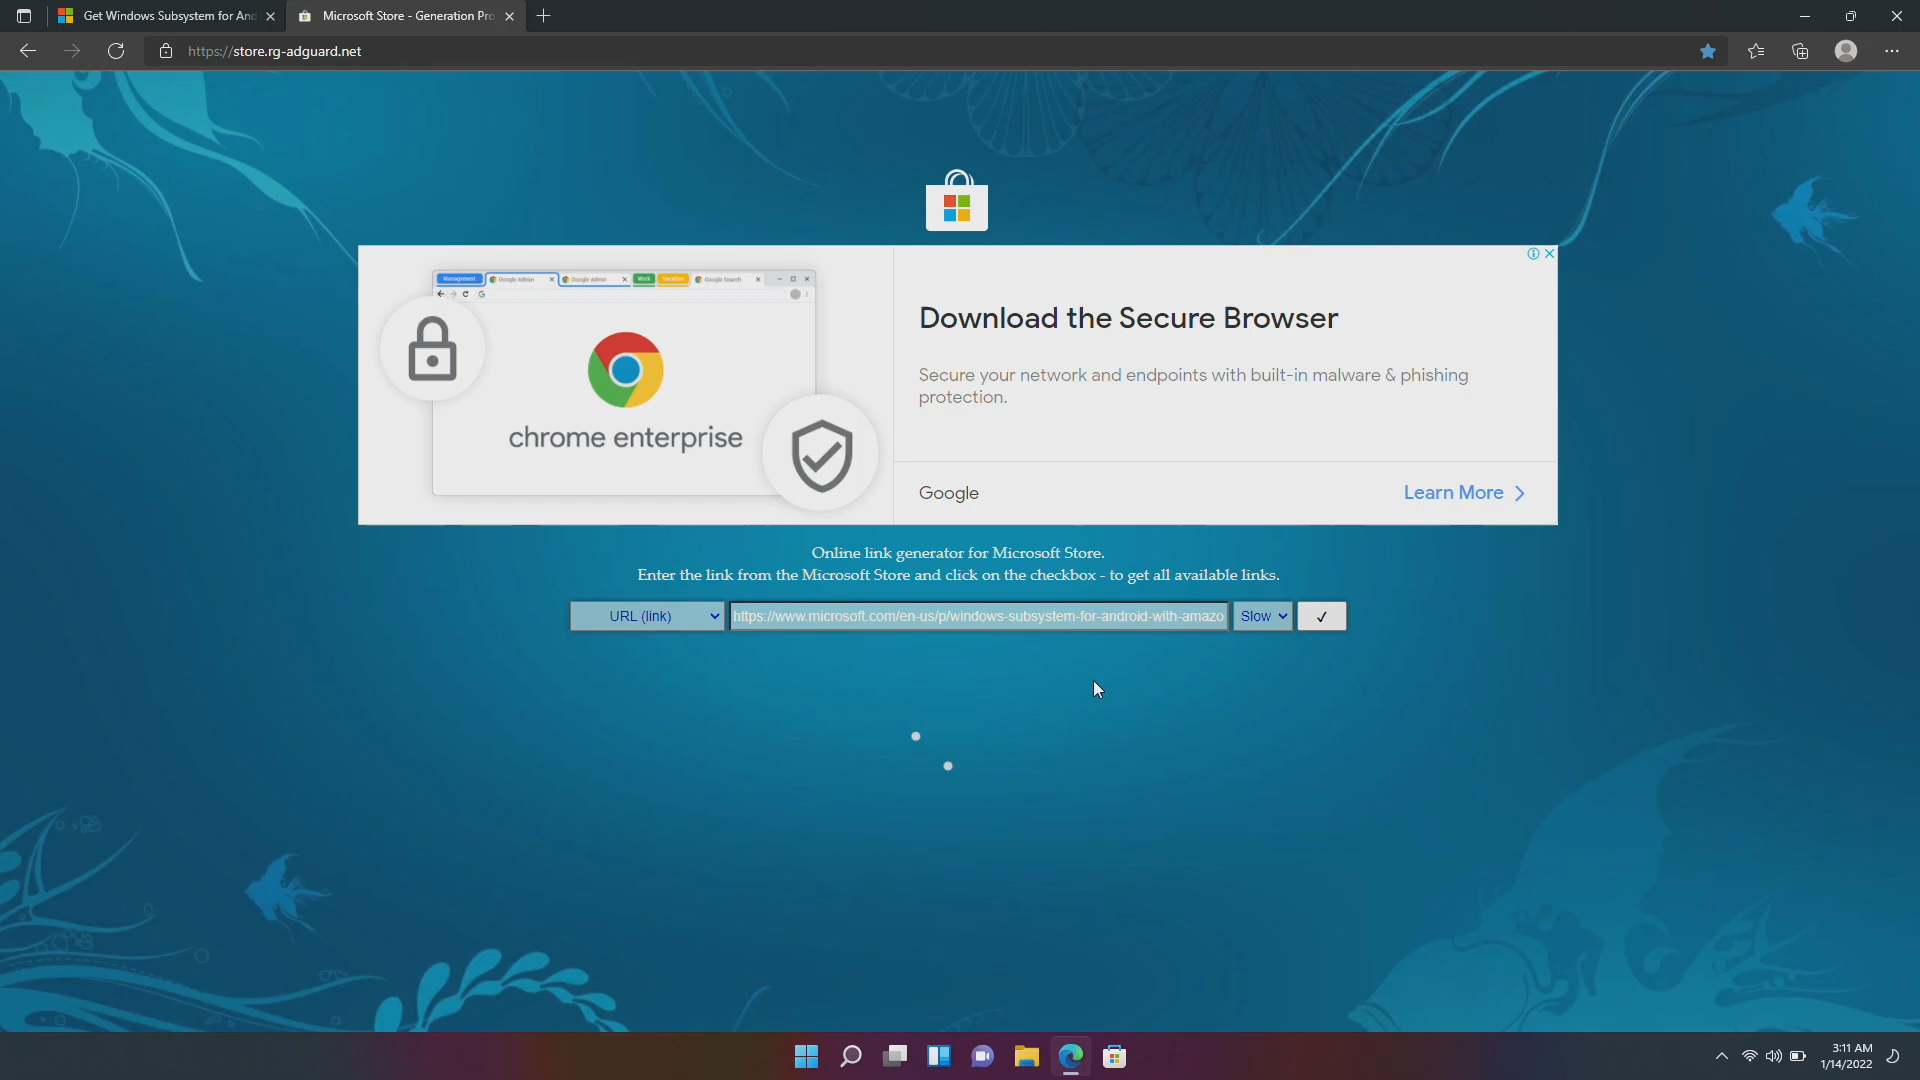 Get Windows Subsystem for And
Microsoft Store - Generation Pro
https://store.rg-adguard.net
Management
Google Admin
Google Admin
Work
Vacation
Google Search
chrome enterprise
Download the Secure Browser
Secure your network and endpoints with built-in malware & phishing
protection.
Google
Learn More
Online link generator for Microsoft Store.
Enter the link from the Microsoft Store and click on the checkbox - to get all available links.
URL (link)
https://www.microsoft.com/en-us/p/windows-subsystem-for-android-with-amazo
Slow
✓
3:11 AM
1/14/2022